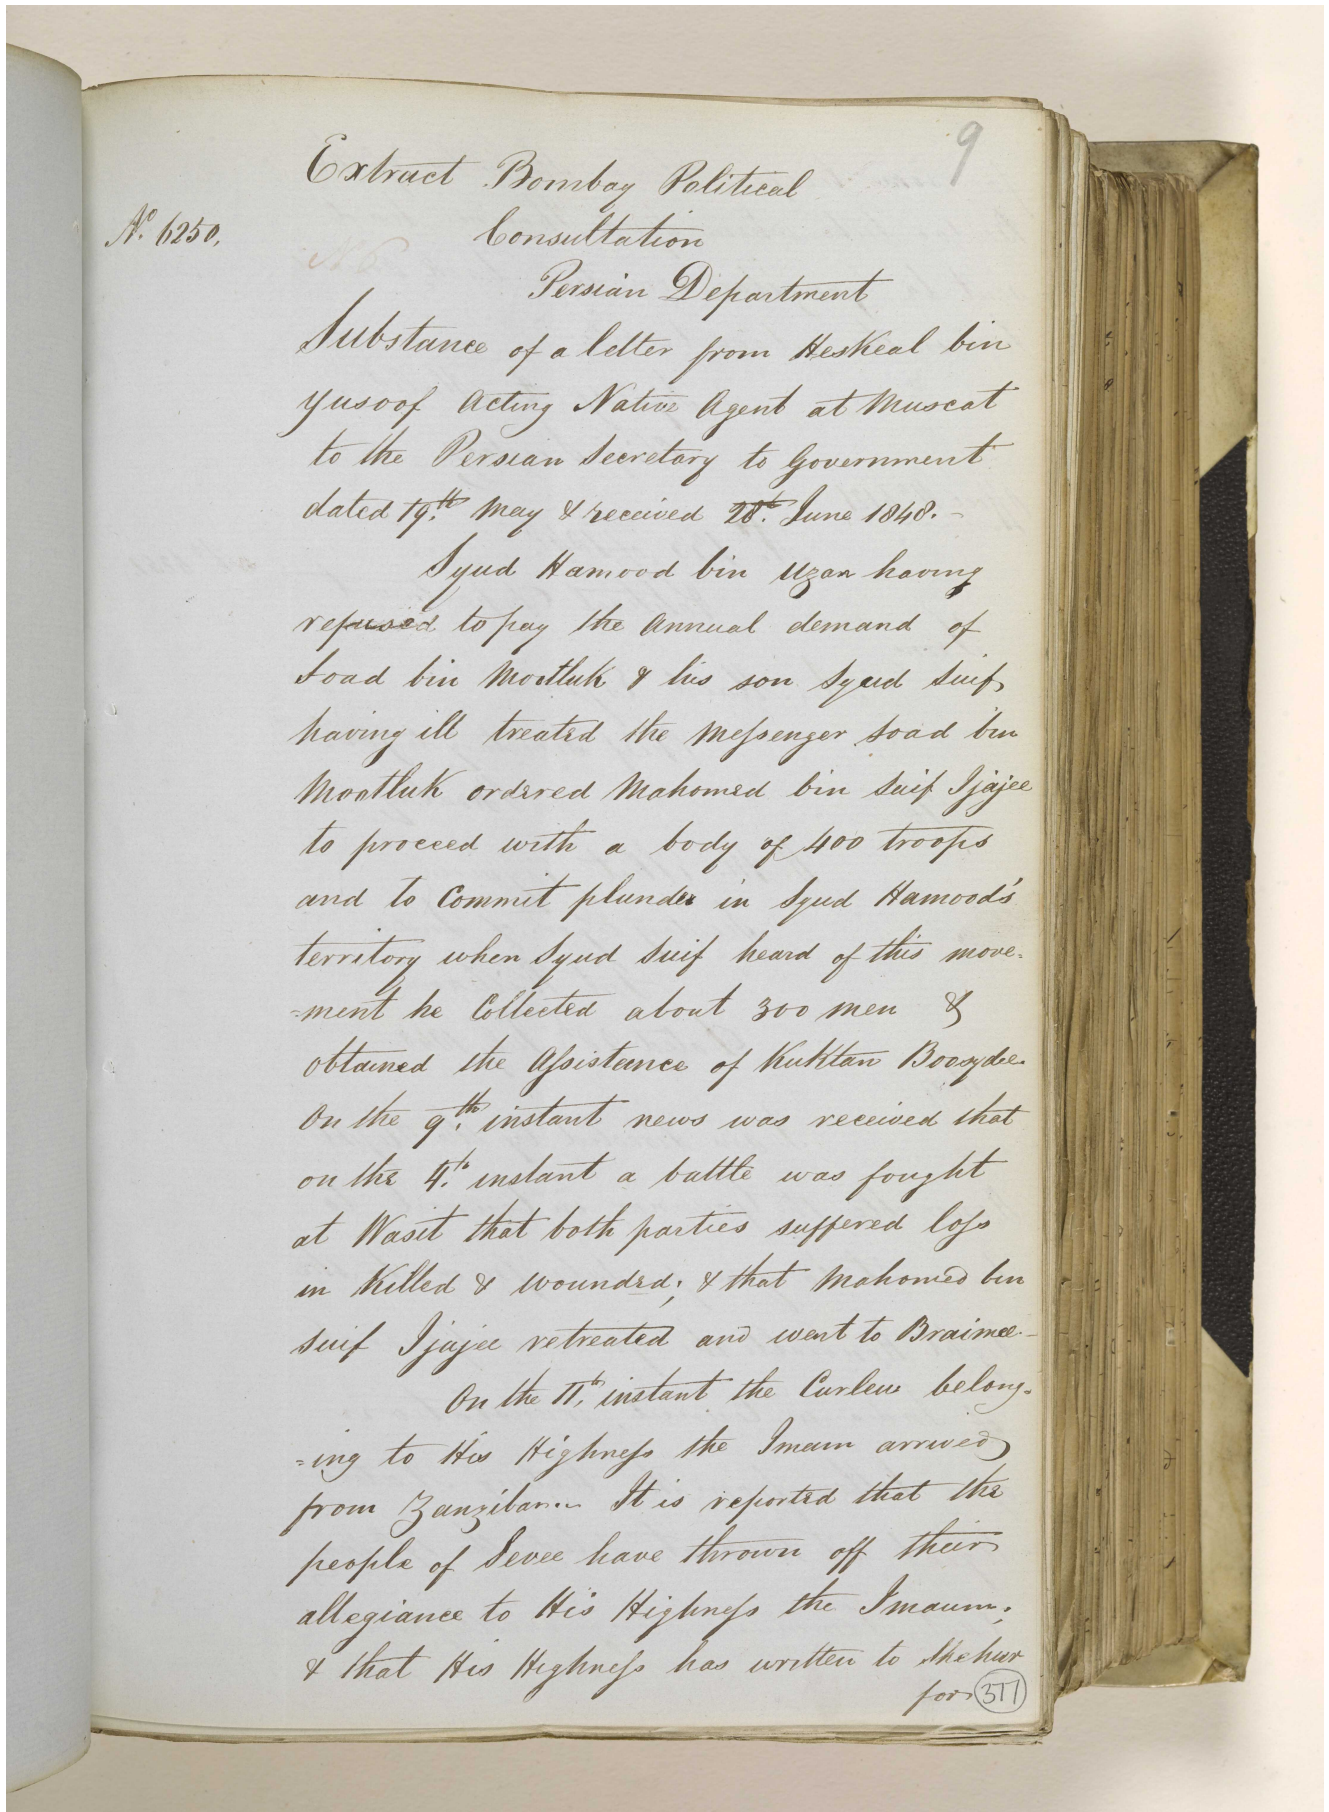 9
Extract Bombay Political
No. 6250.
Consultation
Persian Department
Substance of a letter from Heskeal bin
Yusoof Acting Native Agent at Muscat
to the Persian Secretary to Government
dated 19th. May & received 28th. June 1848.-
Syud Hamood bin Uzan having
refused to pay the annual demand of
Soad bin Mootluk & his son Syud Suif
having ill treated the Messenger Soad bin
Mootluk ordered Mahomed bin Suif Ijajee
to proceed with a body of 400 troops
and to commit plunder in Syud Hamood's
territory when Syud Suif heard of this move=
=ment he Collected about 300 men &
obtained the Assistance of Kuktan Boosydee.
On the 9th. instant news was received that
on the 4th. instant a battle was fought
at Wasit that both parties suffered loss
in Killed & wounded; & that Mahomed bin
Suif Ijajee retreated and went to Braimee-
On the 11th. instant the Curlew belong=
=ing to His Highness the Imam arrived
from Zanzibar... It is reported that the
people of Sevee have thrown off their
allegiance to His Highness the Imaum;
& that His Highness has written to
for 377